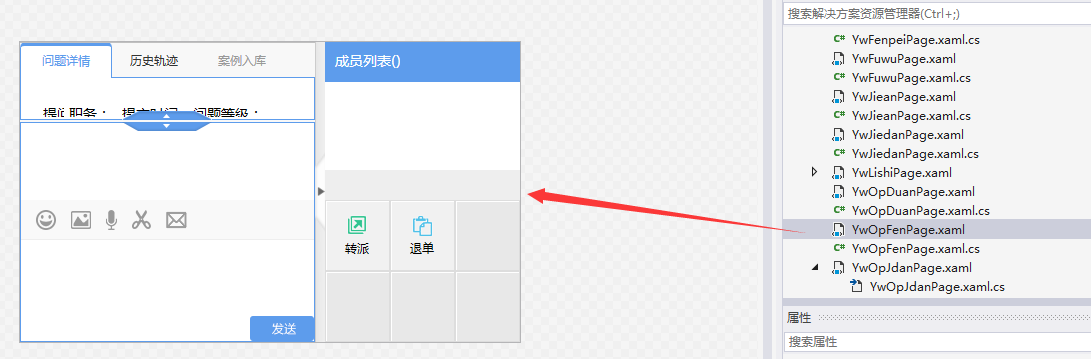 问题详情 历史轨迹 案例入库
职务： 提交时间 问题等级：
发送
成员列表()
转派 退单
搜索解决方案资源管理器(Ctrl+;)
YwFenpeiPage.xaml.cs
YwFuwuPage.xaml
YwFuwuPage.xaml.cs
YwJieanPage.xaml
YwJieanPage.xaml.cs
YwJiedanPage.xaml
YwJiedanPage.xaml.cs
YwLishiPage.xaml
YwOpDuanPage.xaml
YwOpDuanPage.xaml.cs
YwOpFenPage.xaml
YwOpFenPage.xaml.cs
YwOpJdanPage.xaml
YwOpJdanPage.xaml.cs
属性
搜索属性